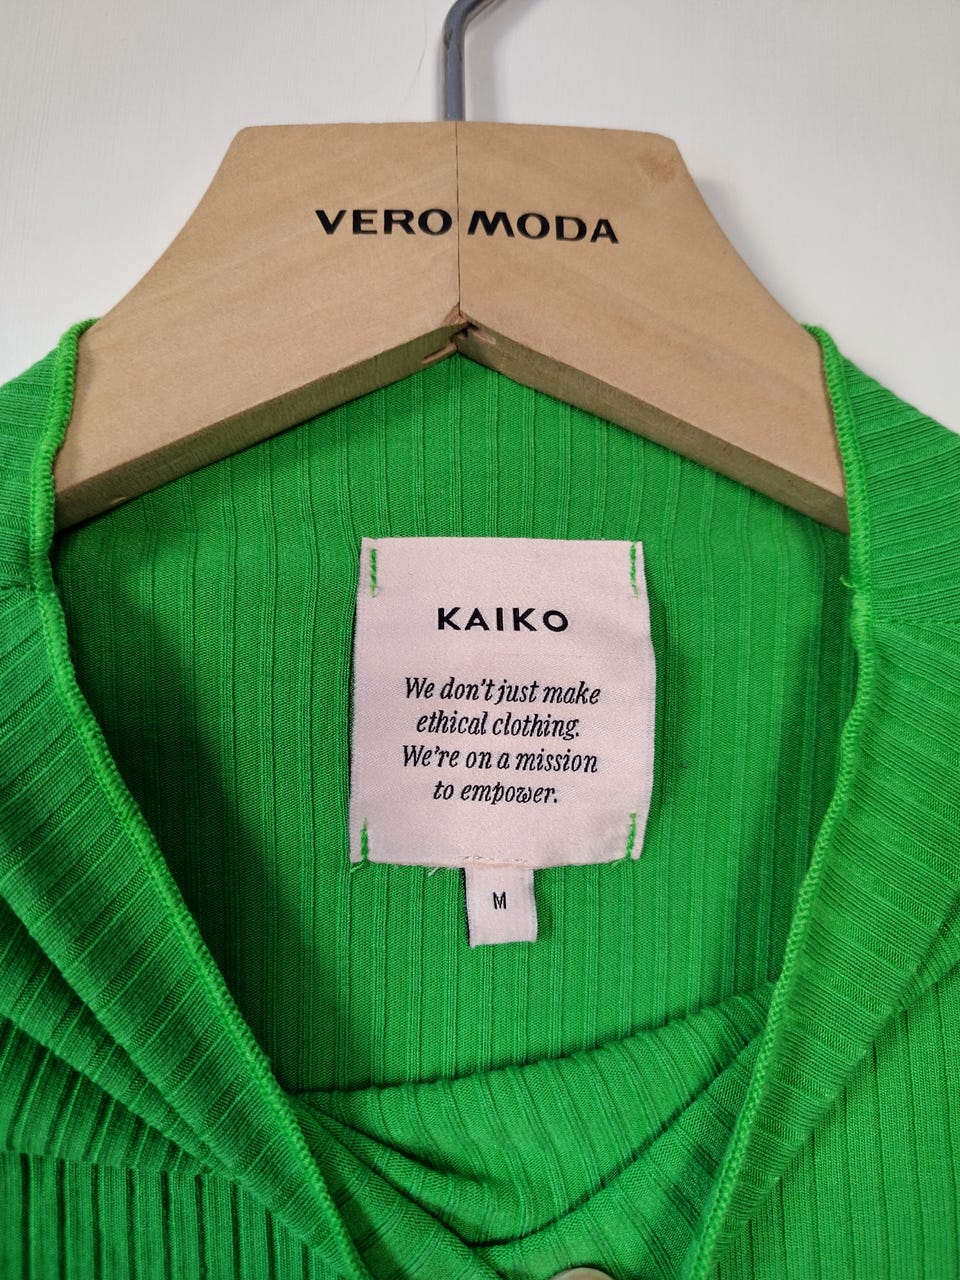 VERO MODA
KAIKO
We don't just make
ethical clothing.
We're on a mission
to empower.
M